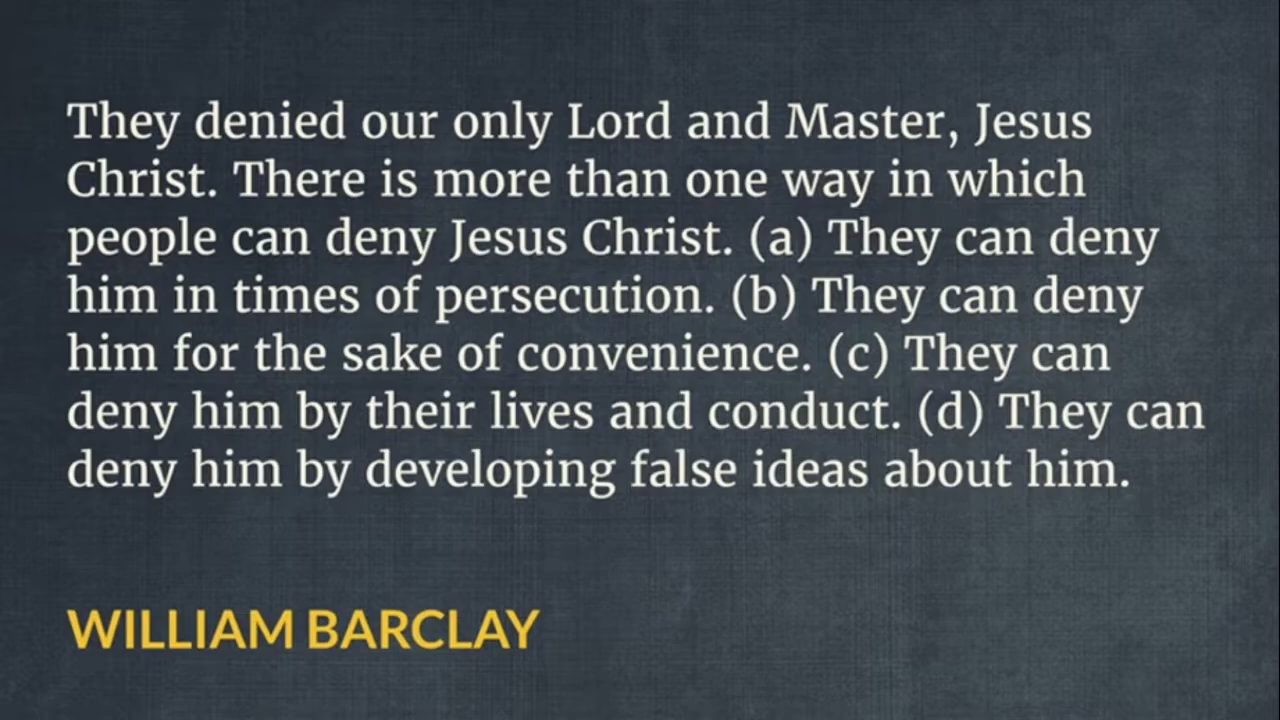 They denied our only Lord and Master, Jesus
Christ. There is more than one way in which
people can deny Jesus Christ. (a) They can deny
him in times of persecution. (b) They can deny
him for the sake of convenience. (c) They can
deny him by their lives and conduct. (d) They can
deny him by developing false ideas about him.
WILLIAM BARCLAY